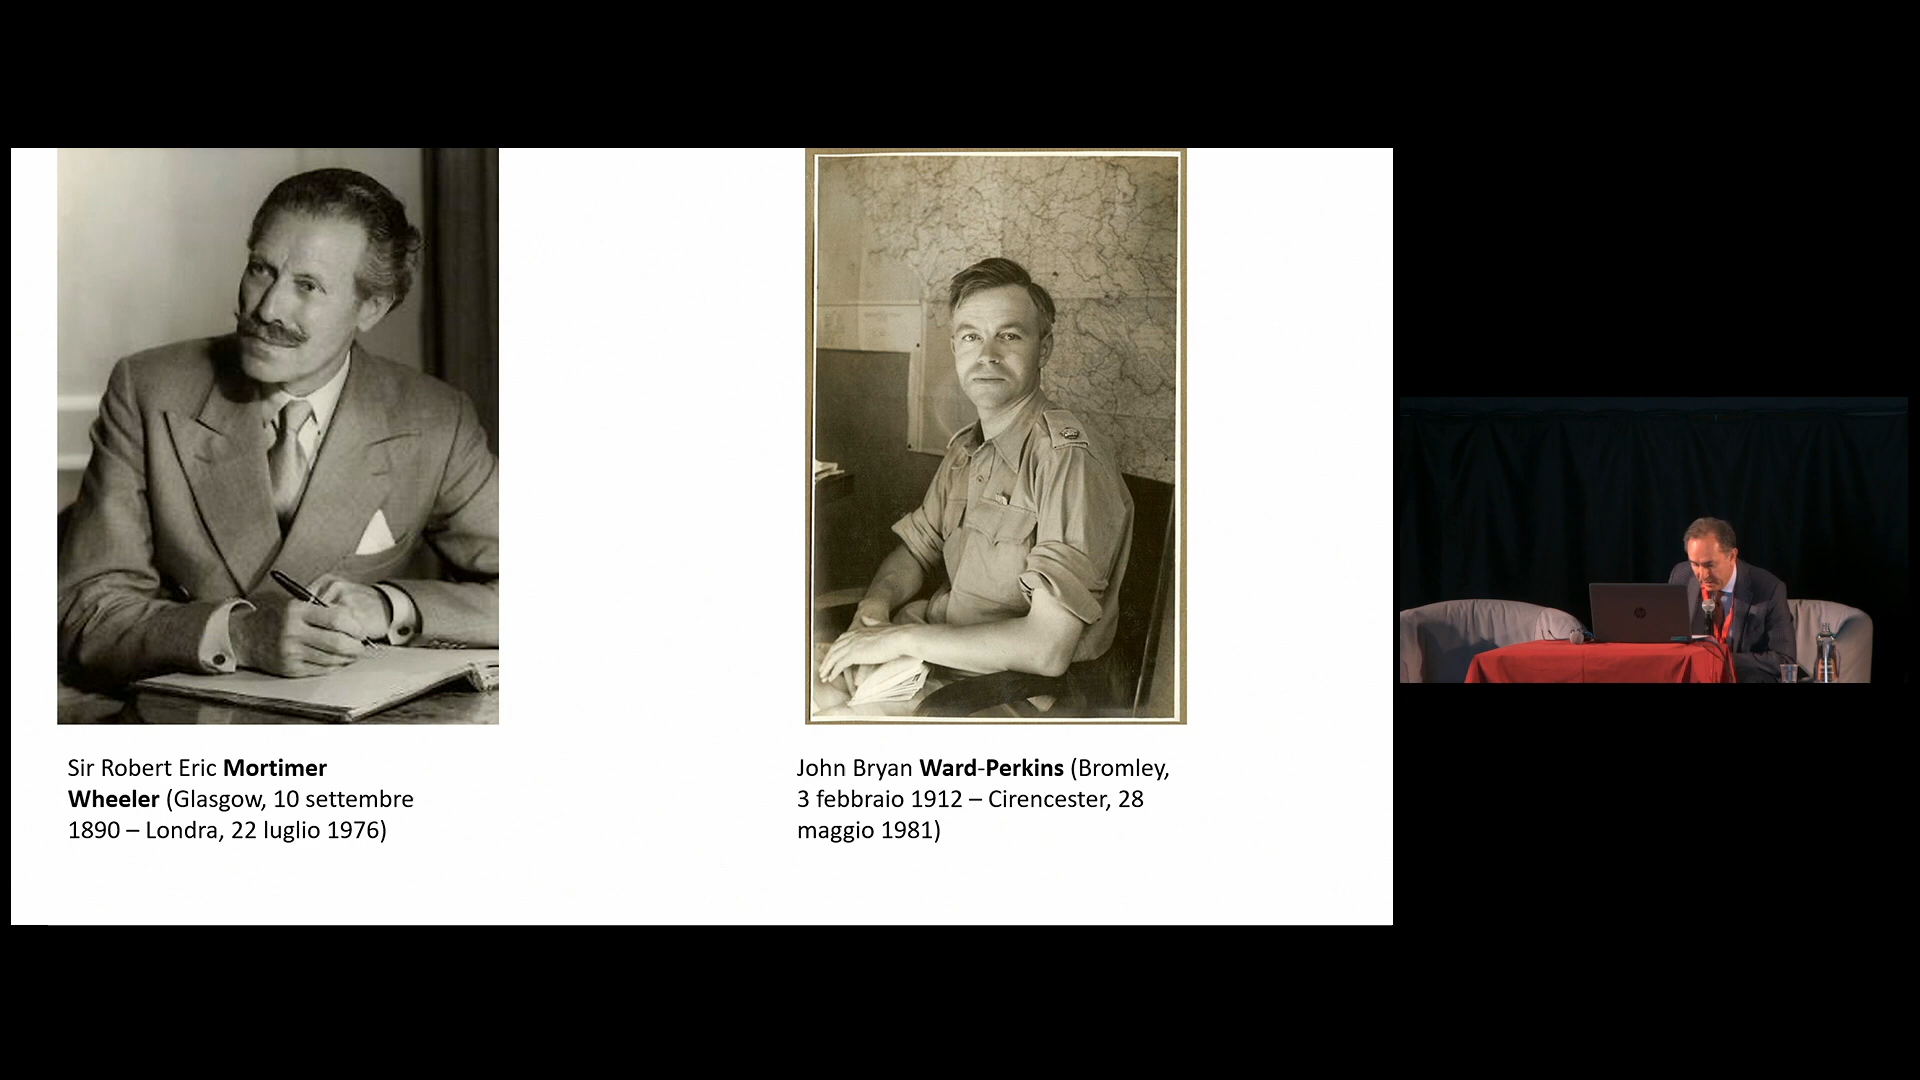 Sir Robert Eric Mortimer
Wheeler (Glasgow, 10 settembre
1890 – Londra, 22 luglio 1976)
John Bryan Ward-Perkins (Bromley,
3 febbraio 1912 – Cirencester, 28
maggio 1981)